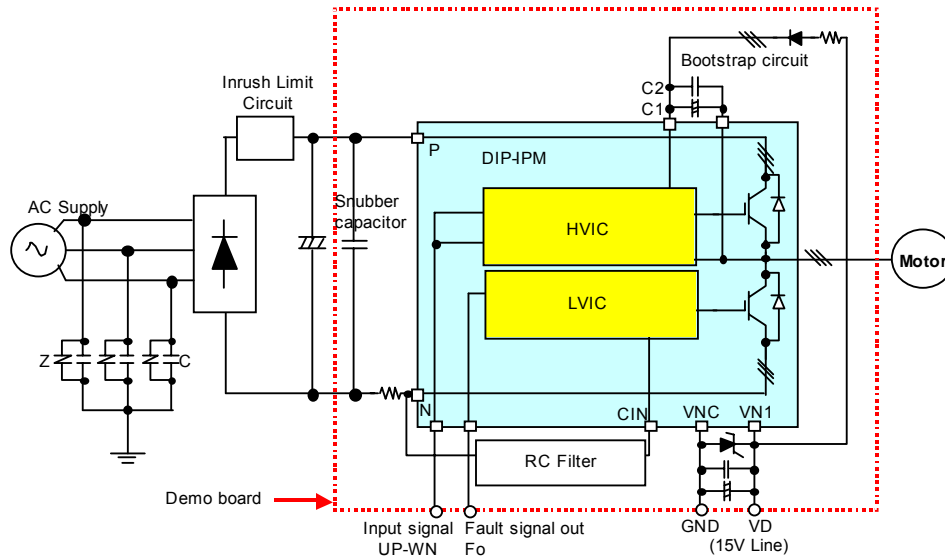 Bootstrap circuit
Inrush Limit
Circuit
C2
C1
P
DIP-IPM
AC Supply
Snubber
capacitor
HVIC
Motor
LVIC
Z
C
N
CIN
VNC
VN1
RC Filter
Demo board
Input signal
UP-WN
Fault signal out
Fo
GND
VD
(15V Line)